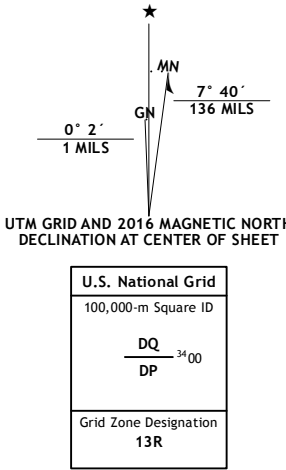 MN
GN
7° 40´
136 MILS
0° 2´
1 MILS
UTM GRID AND 2016 MAGNETIC NORTH
DECLINATION AT CENTER OF SHEET
U.S. National Grid
100,000-m Square ID
DQ
3400
DP
Grid Zone Designation
13R